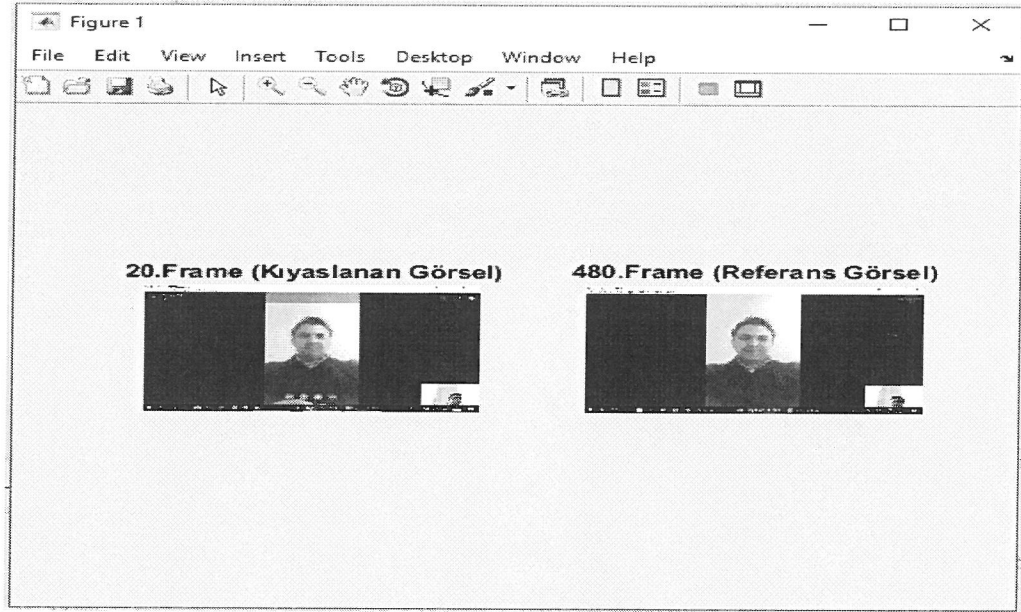 Figure 1
File Edit View Insert Tools Desktop Window Help
20.Frame (Kıyaslanan Görsel) 480.Frame (Referans Görsel)